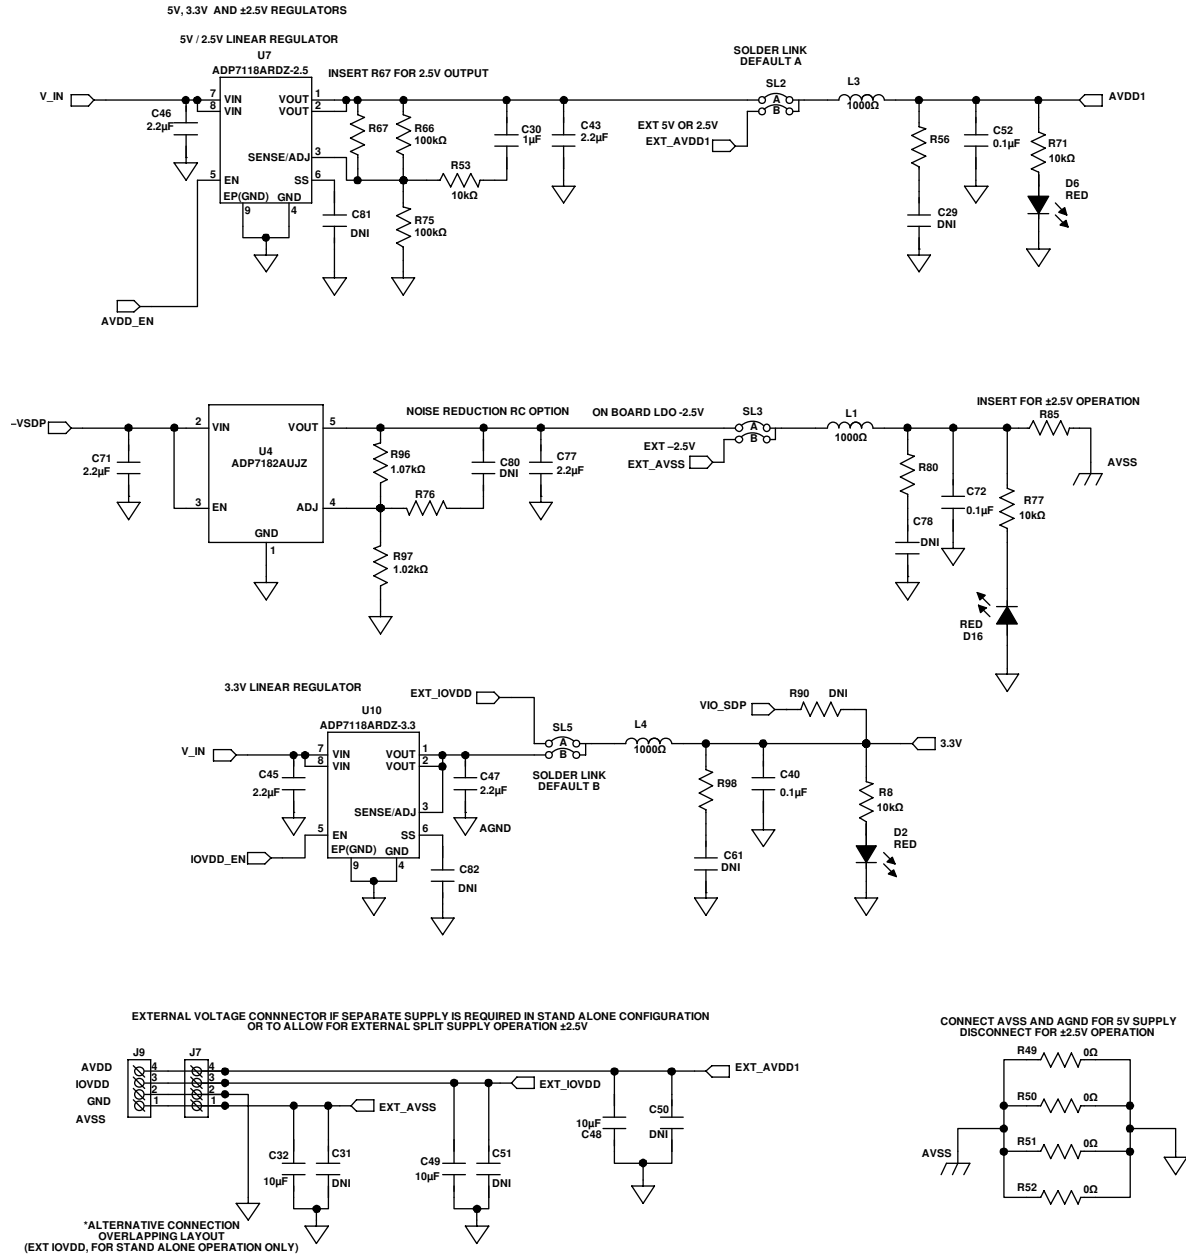 5V, 3.3V AND ±2.5V REGULATORS
5V / 2.5V LINEAR REGULATOR
U7
ADP7118ARDZ-2.5
INSERT R67 FOR 2.5V OUTPUT
SOLDER LINK
DEFAULT A
SL2
A
B
L3
1000Ω
V_IN
C46
2.2µF
7
8
VIN
VIN
VOUT
VOUT
1
2
R67
R66
100kΩ
C30
1µF
C43
2.2µF
EXT 5V OR 2.5V
EXT_AVDD1
AVDD1
R56
C52
0.1µF
R71
10kΩ
SENSE/ADJ
3
R53
10kΩ
5
EN
SS
6
EP(GND)
GND
9
4
C81
DNI
R75
100kΩ
C29
DNI
D6
RED
AVDD_EN
NOISE REDUCTION RC OPTION
ON BOARD LDO -2.5V
SL3
A
B
L1
1000Ω
INSERT FOR ±2.5V OPERATION
R85
–VSDP
2
VIN
VOUT
5
U4
ADP7182AUJZ
C71
2.2µF
R96
1.07kΩ
C80
DNI
C77
2.2µF
EXT –2.5V
EXT_AVSS
AVSS
R80
C72
0.1µF
R77
10kΩ
3
EN
ADJ
4
R76
GND
1
R97
1.02kΩ
C78
DNI
RED
D16
3.3V LINEAR REGULATOR
U10
ADP7118ARDZ-3.3
EXT_IOVDD
SL5
A
B
SOLDER LINK
DEFAULT B
L4
1000Ω
VIO_SDP
R90
DNI
3.3V
V_IN
C45
2.2µF
7
8
VIN
VIN
VOUT
VOUT
1
2
C47
2.2µF
AGND
SENSE/ADJ
3
R98
C40
0.1µF
R8
10kΩ
5
EN
SS
6
IOVDD_EN
EP(GND)
GND
9
4
C82
DNI
C61
DNI
D2
RED
EXTERNAL VOLTAGE CONNNECTOR IF SEPARATE SUPPLY IS REQUIRED IN STAND ALONE CONFIGURATION
OR TO ALLOW FOR EXTERNAL SPLIT SUPPLY OPERATION ±2.5V
J9
J7
AVDD
IOVDD
GND
AVSS
4
3
2
1
4
3
2
1
EXT_AVDD1
EXT_IOVDD
EXT_AVSS
C32
10µF
C31
DNI
C49
10µF
C51
DNI
10µF
C48
C50
DNI
*ALTERNATIVE CONNECTION
OVERLAPPING LAYOUT
(EXT IOVDD, FOR STAND ALONE OPERATION ONLY)
CONNECT AVSS AND AGND FOR 5V SUPPLY
DISCONNECT FOR ±2.5V OPERATION
R49
0Ω
R50
0Ω
R51
0Ω
R52
0Ω
AVSS